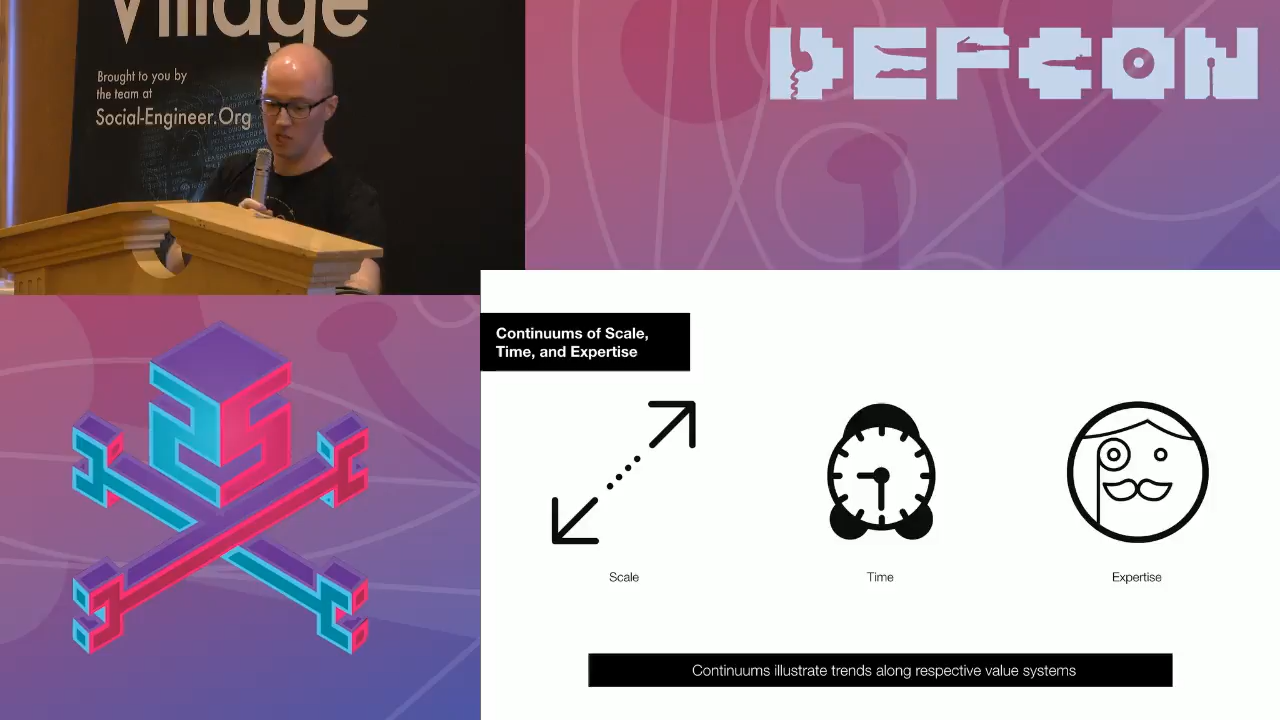 Village
Brought to you by
the team at
Social-Engineer.Org
DEFCON
25
Continuums of Scale,
Time, and Expertise
Scale
Time
Expertise
Continuums illustrate trends along respective value systems